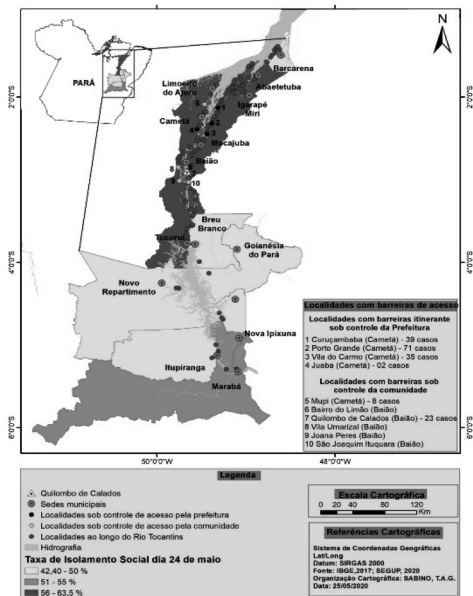 N
PARÁ
Barcarena
Limoeiro
do Ajuru
Abaetetuba
Igarapé
Miri
Cametá
Mocajuba
Baião
Breu
Branco
Tucuruí
Goianésia
do Pará
Novo
Repartimento
Nova Ipixuna
Itupiranga
Marabá
1
2
3
4
5
8
9
10
2°0'0"S
4°0'0"S
6°0'0"S
50°0'0"W
48°0'0"W
Localidades com barreiras de acesso
Localidades com barreiras itinerante
sob controle da Prefeitura
1 Curuçambaba (Cametá) - 39 casos
2 Porto Grande (Cametá) - 71 casos
3 Vila do Carmo (Cametá) - 35 casos
4 Juaba (Cametá) - 02 casos
Localidades com barreiras sob
controle da comunidade
5 Mupi (Cametá) - 8 casos
6 Bairro do Limão (Baião)
7 Quilombo de Calados (Baião) - 23 casos
8 Vila Umarizal (Baião)
9 Joana Peres (Baião)
10 São Joaquim Ituquara (Baião)
Legenda
Quilombo de Calados
Sedes municipais
Localidades sob controle de acesso pela prefeitura
Localidades sob controle de acesso pela comunidade
Localidades ao longo do Rio Tocantins
Hidrografia
Taxa de Isolamento Social dia 24 de maio
42,40 - 50 %
51 - 55 %
56 - 63,5 %
Escala Cartográfica
0 20 40 80 120
Km
Referências Cartográficas
Sistema de Coordenadas Geográficas
Lat/Long
Datum: SIRGAS 2000
Fonte: IBGE,2017; SEGUP, 2020
Organização Cartográfica: SABINO, T.A.G.
Data: 25/05/2020